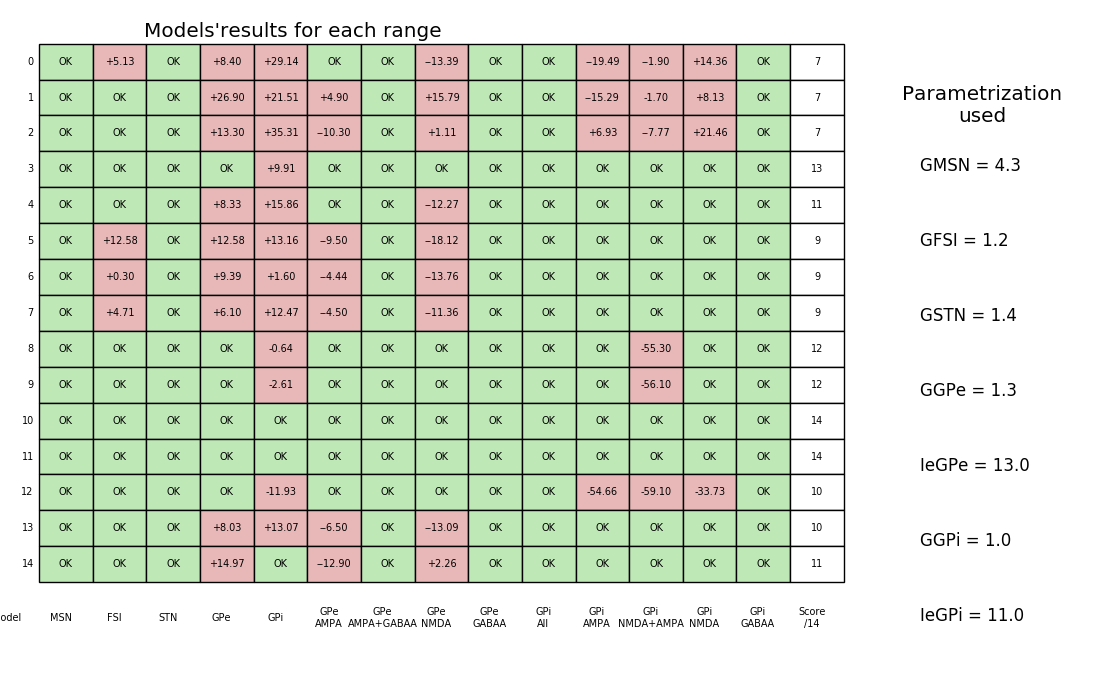 Models'results for each range
0 OK +5.13 OK +8.40 +29.14 OK OK −13.39 OK OK −19.49 −1.90 +14.36 OK 7
1 OK OK OK +26.90 +21.51 +4.90 OK +15.79 OK OK −15.29 -1.70 +8.13 OK 7
2 OK OK OK +13.30 +35.31 −10.30 OK +1.11 OK OK +6.93 −7.77 +21.46 OK 7
3 OK OK OK OK +9.91 OK OK OK OK OK OK OK OK OK 13
4 OK OK OK +8.33 +15.86 OK OK −12.27 OK OK OK OK OK OK 11
5 OK +12.58 OK +12.58 +13.16 −9.50 OK −18.12 OK OK OK OK OK OK 9
6 OK +0.30 OK +9.39 +1.60 −4.44 OK −13.76 OK OK OK OK OK OK 9
7 OK +4.71 OK +6.10 +12.47 −4.50 OK −11.36 OK OK OK OK OK OK 9
8 OK OK OK OK -0.64 OK OK OK OK OK OK -55.30 OK OK 12
9 OK OK OK OK -2.61 OK OK OK OK OK OK -56.10 OK OK 12
10 OK OK OK OK OK OK OK OK OK OK OK OK OK OK 14
11 OK OK OK OK OK OK OK OK OK OK OK OK OK OK 14
12 OK OK OK OK -11.93 OK OK OK OK OK -54.66 -59.10 -33.73 OK 10
13 OK OK OK +8.03 +13.07 −6.50 OK −13.09 OK OK OK OK OK OK 10
14 OK OK OK +14.97 OK −12.90 OK +2.26 OK OK OK OK OK OK 11
odel MSN FSI STN GPe GPi GPe GPe GPe GPe GPi GPi GPi GPi GPi Score
AMPA AMPA+GABAA NMDA GABAA All AMPA NMDA+AMPA NMDA GABAA /14
Parametrization
used
GMSN = 4.3
GFSI = 1.2
GSTN = 1.4
GGPe = 1.3
IeGPe = 13.0
GGPi = 1.0
IeGPi = 11.0